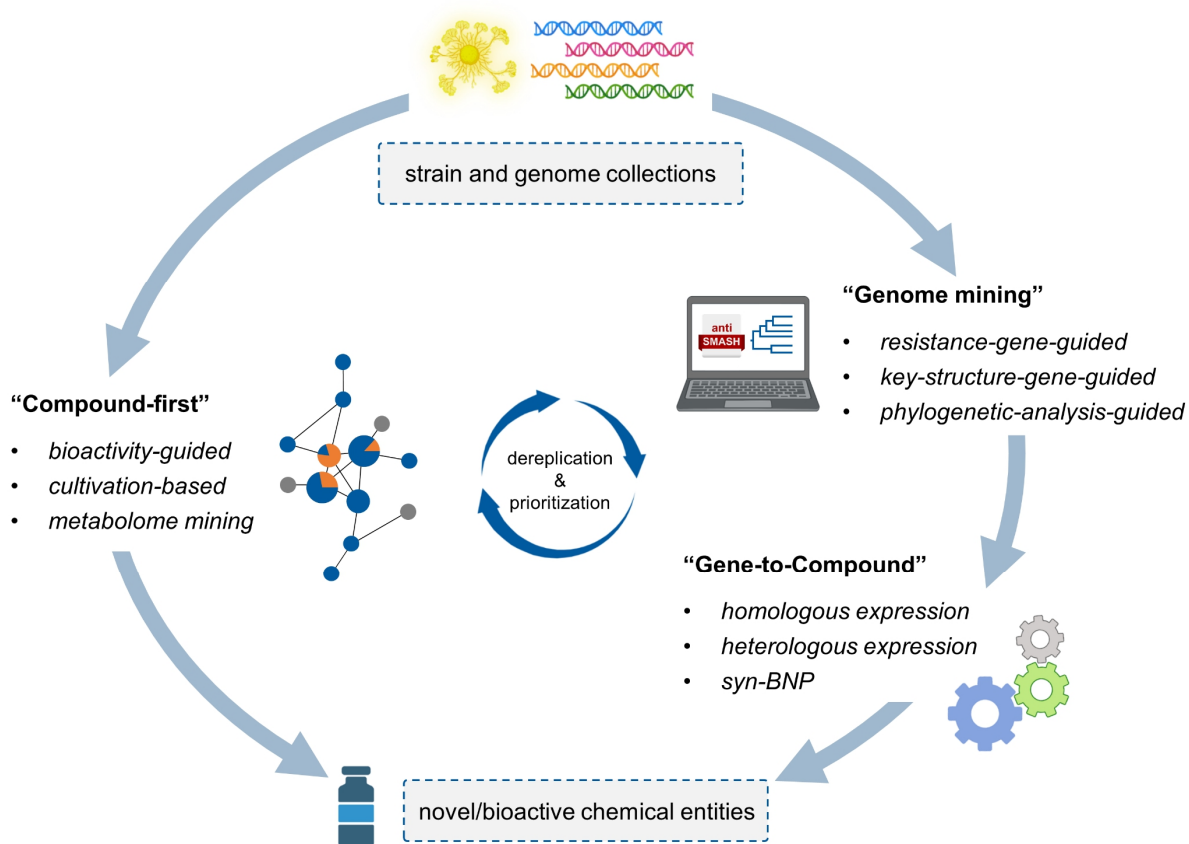 strain and genome collections
“Genome mining”
• resistance-gene-guided
• key-structure-gene-guided
• phylogenetic-analysis-guided
anti
SMASH
“Compound-first”
• bioactivity-guided
• cultivation-based
• metabolome mining
dereplication
&
prioritization
“Gene-to-Compound”
• homologous expression
• heterologous expression
• syn-BNP
novel/bioactive chemical entities